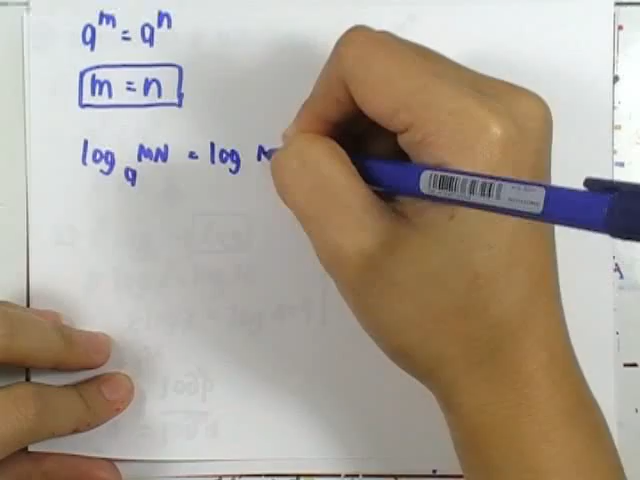 a^m = a^n
m = n
log_a MN = log M